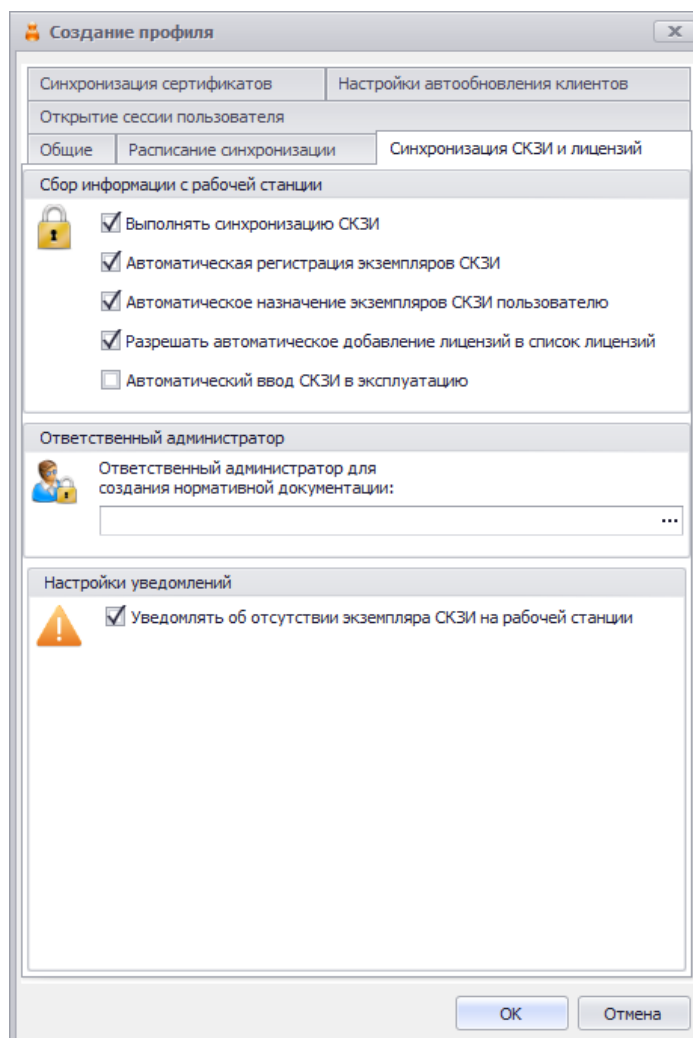 Создание профиля
Синхронизация сертификатов
Настройки автообновления клиентов
Открытие сессии пользователя
Общие
Расписание синхронизации
Синхронизация СКЗИ и лицензий
Сбор информации с рабочей станции
Выполнять синхронизацию СКЗИ
Автоматическая регистрация экземпляров СКЗИ
Автоматическое назначение экземпляров СКЗИ пользователю
Разрешать автоматическое добавление лицензий в список лицензий
Автоматический ввод СКЗИ в эксплуатацию
Ответственный администратор
Ответственный администратор для
создания нормативной документации:
...
Настройки уведомлений
Уведомлять об отсутствии экземпляра СКЗИ на рабочей станции
ОК
Отмена